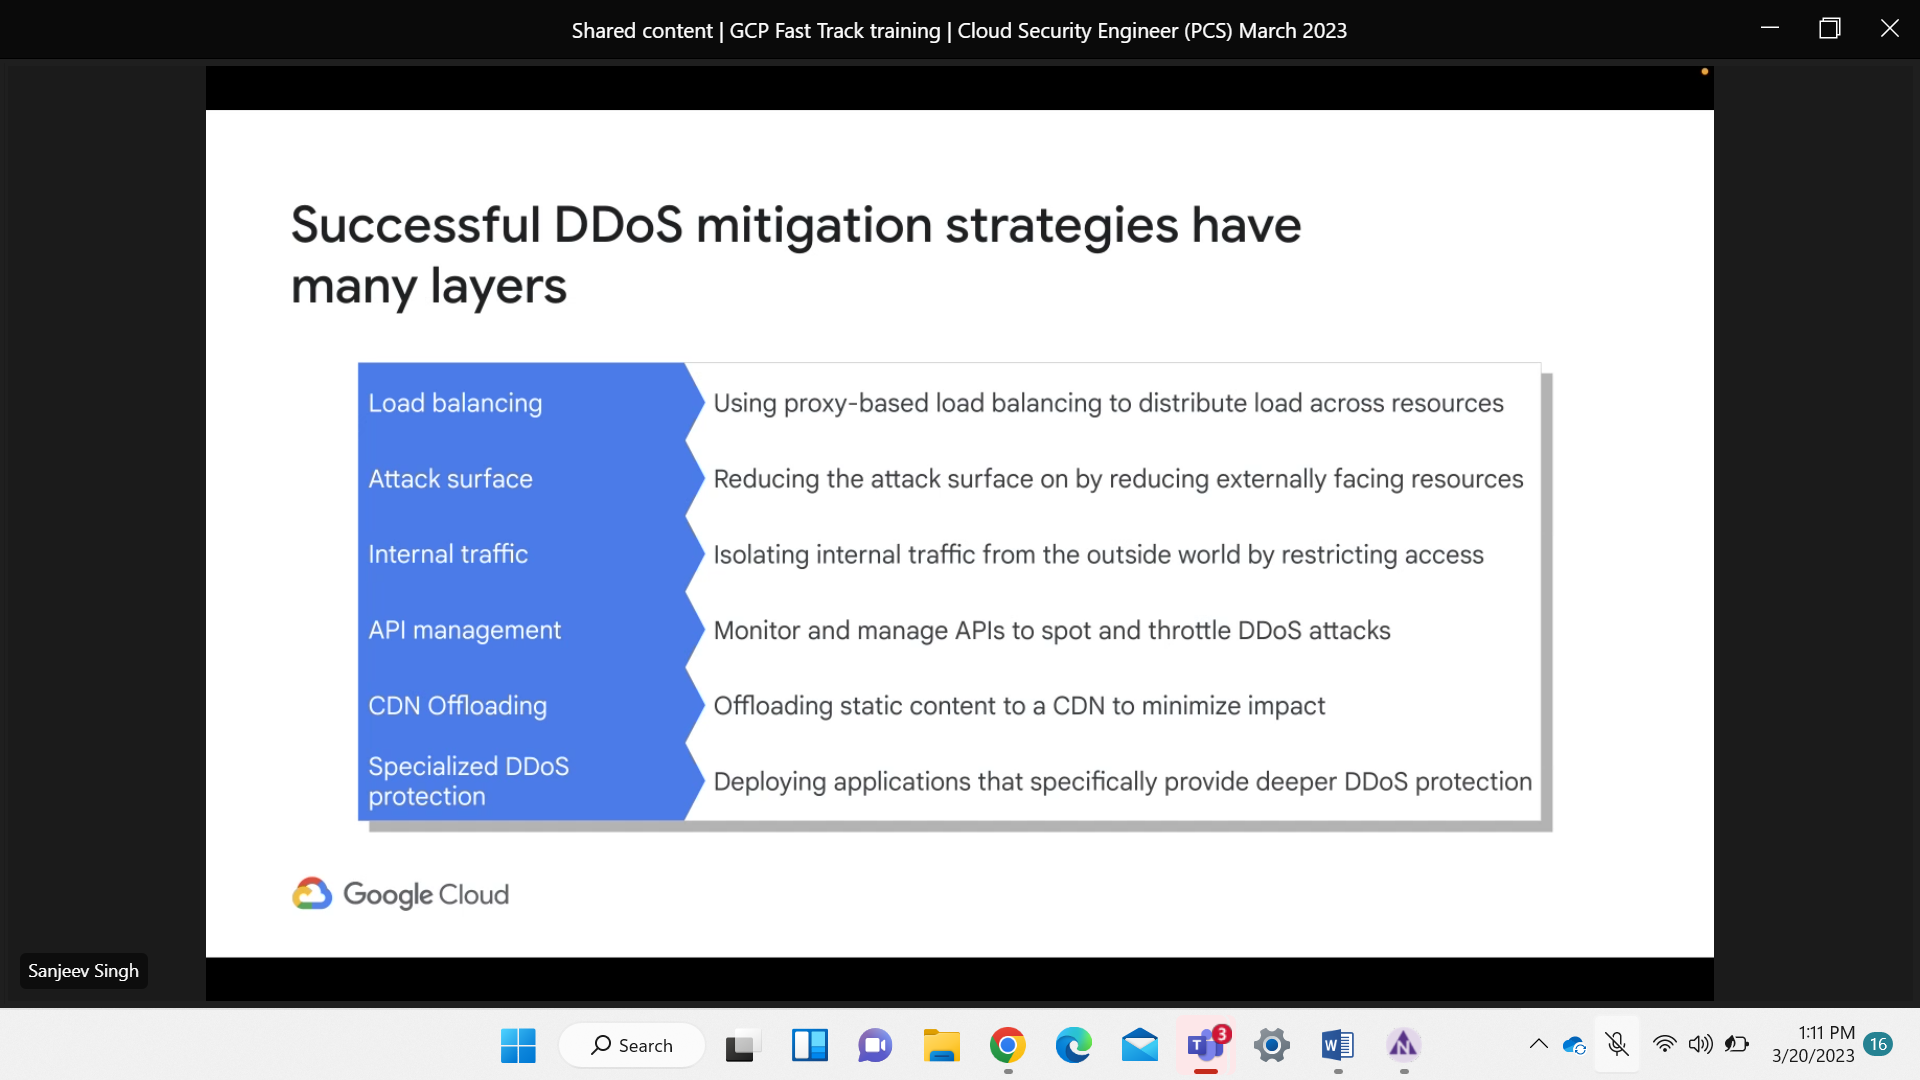 Shared content | GCP Fast Track training | Cloud Security Engineer (PCS) March 2023
Successful DDoS mitigation strategies have
many layers
Load balancing
Using proxy-based load balancing to distribute load across resources
Attack surface
Reducing the attack surface on by reducing externally facing resources
Internal traffic
Isolating internal traffic from the outside world by restricting access
API management
Monitor and manage APIs to spot and throttle DDoS attacks
CDN Offloading
Offloading static content to a CDN to minimize impact
Specialized DDoS
protection
Deploying applications that specifically provide deeper DDoS protection
Google Cloud
Sanjeev Singh
Search
T
3
W
N
1:11 PM
3/20/2023
16